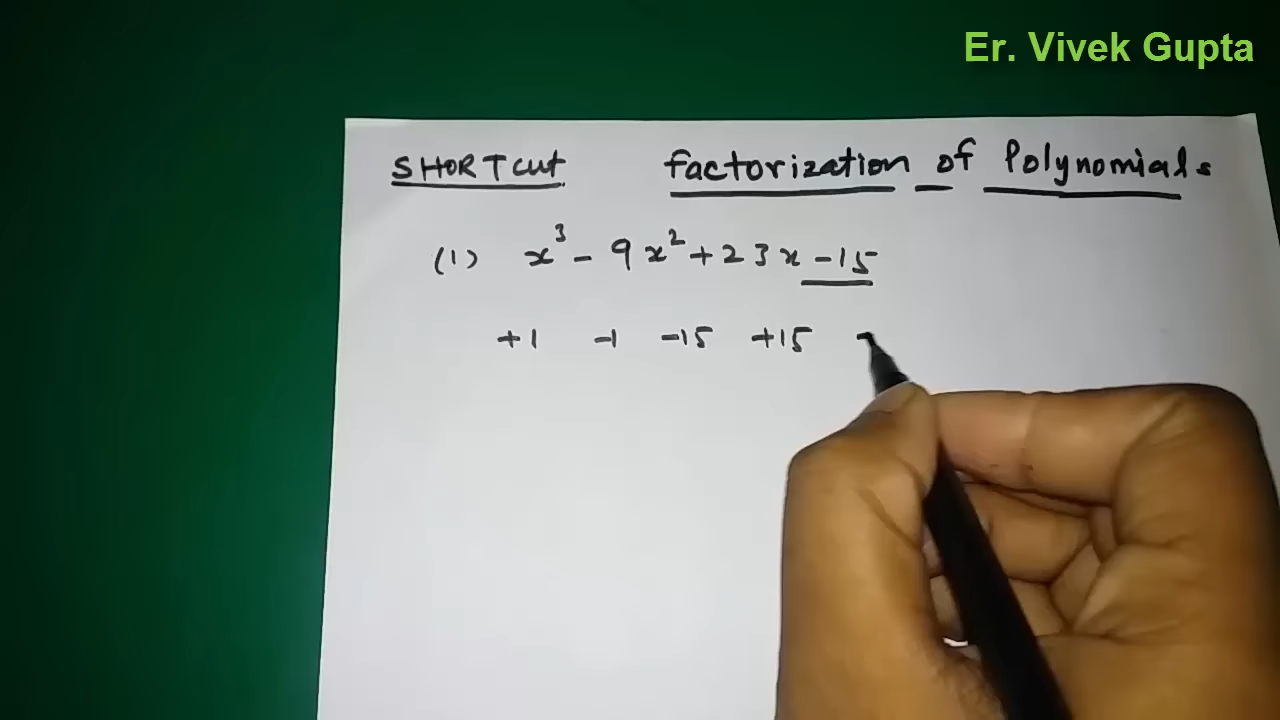 Er. Vivek Gupta
SHORTcut factorization of Polynomials
(1) x³ - 9x² + 23x - 15
+1 -1 -15 +15 -